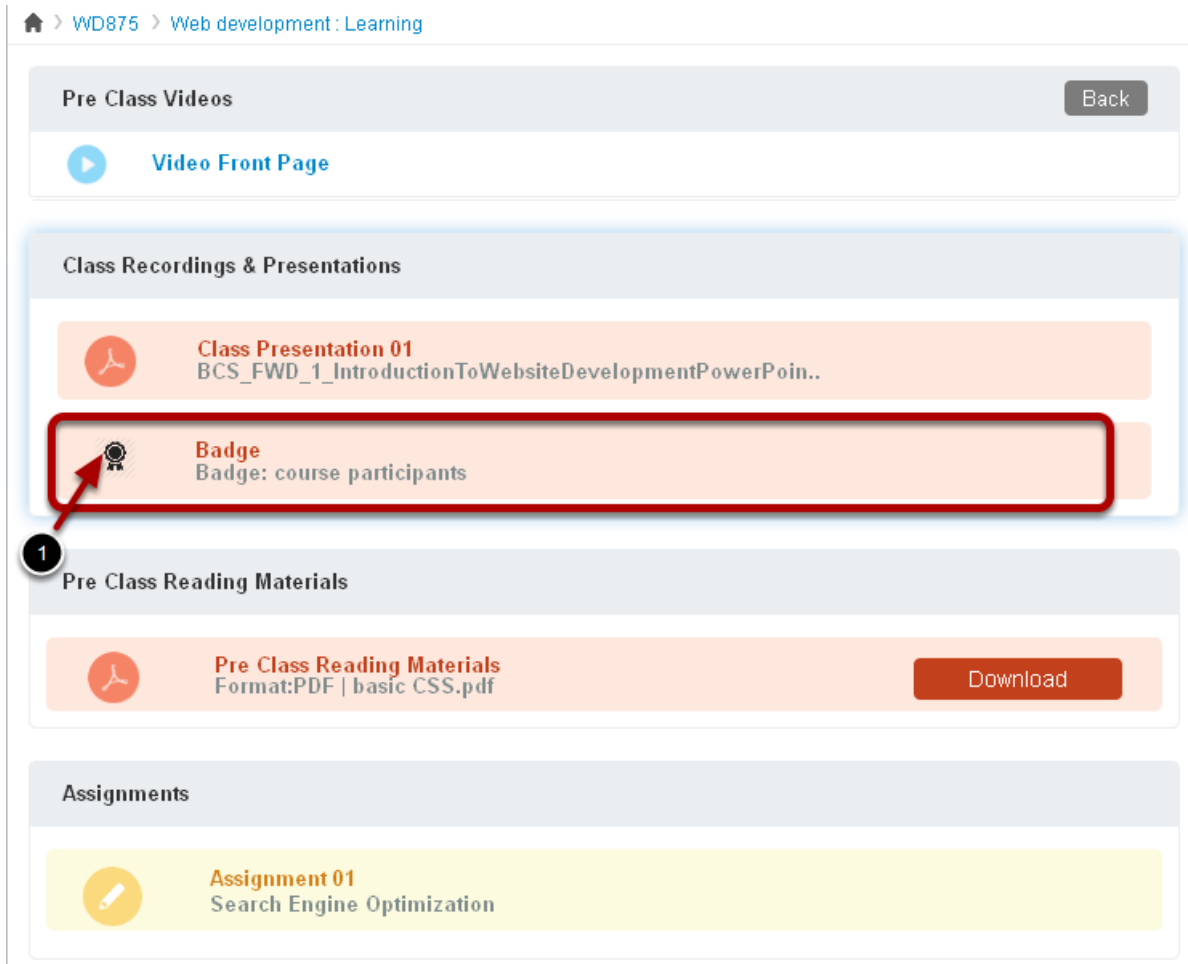 WD875 > Web development : Learning
Pre Class Videos
Back
Video Front Page
Class Recordings & Presentations
Class Presentation 01
BCS_FWD_1_IntroductionToWebsiteDevelopmentPowerPoin..
Badge
Badge: course participants
1
Pre Class Reading Materials
Pre Class Reading Materials
Format:PDF | basic CSS.pdf
Download
Assignments
Assignment 01
Search Engine Optimization